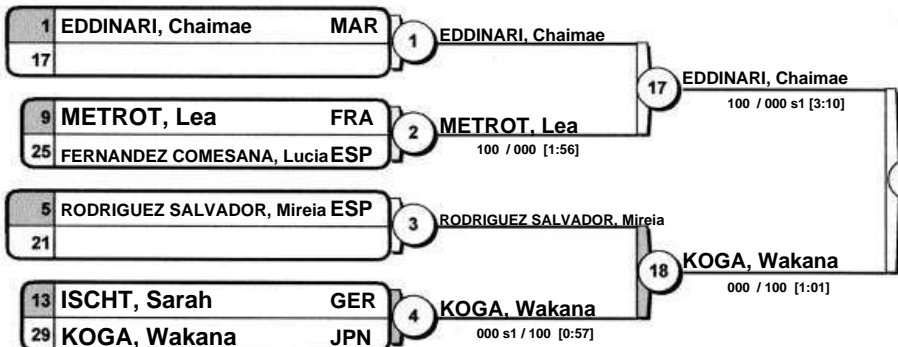 1 EDDINARI, Chaimae MAR
17
1
EDDINARI, Chaimae
9 METROT, Lea FRA
25 FERNANDEZ COMESANA, Lucia ESP
2
METROT, Lea
100 / 000 [1:56]
17
EDDINARI, Chaimae
100 / 000 s1 [3:10]
5 RODRIGUEZ SALVADOR, Mireia ESP
21
3
RODRIGUEZ SALVADOR, Mireia
13 ISCHT, Sarah GER
29 KOGA, Wakana JPN
4
KOGA, Wakana
000 s1 / 100 [0:57]
18
KOGA, Wakana
000 / 100 [1:01]